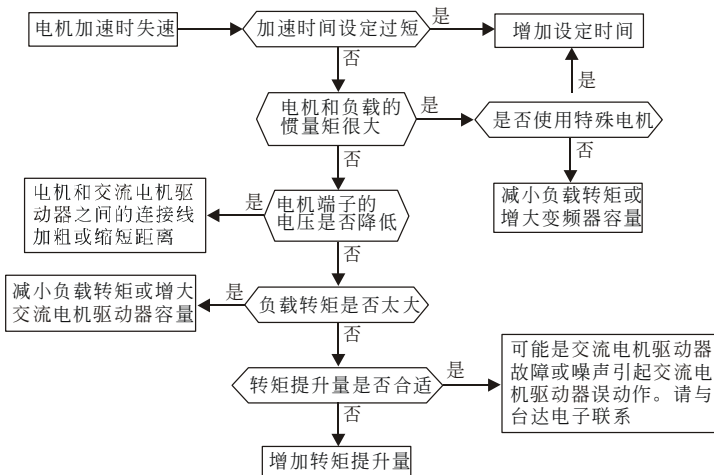 电机加速时失速
加速时间设定过短
是
增加设定时间
否
是
电机和负载的
惯量矩很大
是
是否使用特殊电机
否
否
减小负载转矩或
增大变频器容量
电机和交流电机驱
动器之间的连接线
加粗或缩短距离
是
电机端子的
电压是否降低
否
减小负载转矩或增大
交流电机驱动器容量
是
负载转矩是否太大
否
转矩提升量是否合适
是
可能是交流电机驱动器
故障或噪声引起交流电
机驱动器误动作。请与
台达电子联系
否
增加转矩提升量